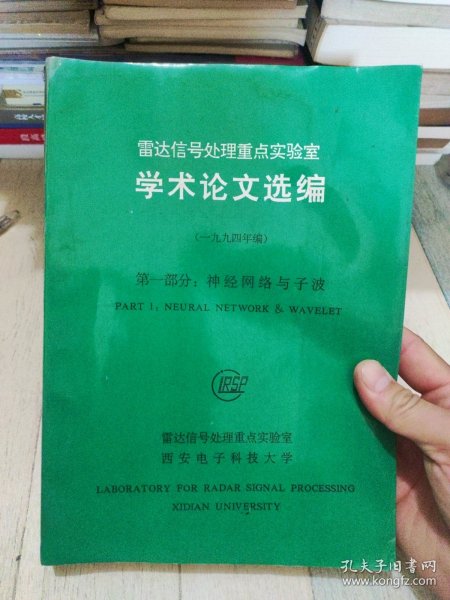 雷达信号处理重点实验室
学术论文选编
(一九九四年编)
第一部分：神经网络与子波
PART 1: NEURAL NETWORK & WAVELET
LRSP
雷达信号处理重点实验室
西安电子科技大学
LABORATORY FOR RADAR SIGNAL PROCESSING
XIDIAN UNIVERSITY
孔夫子旧书网
www.kongfz.com